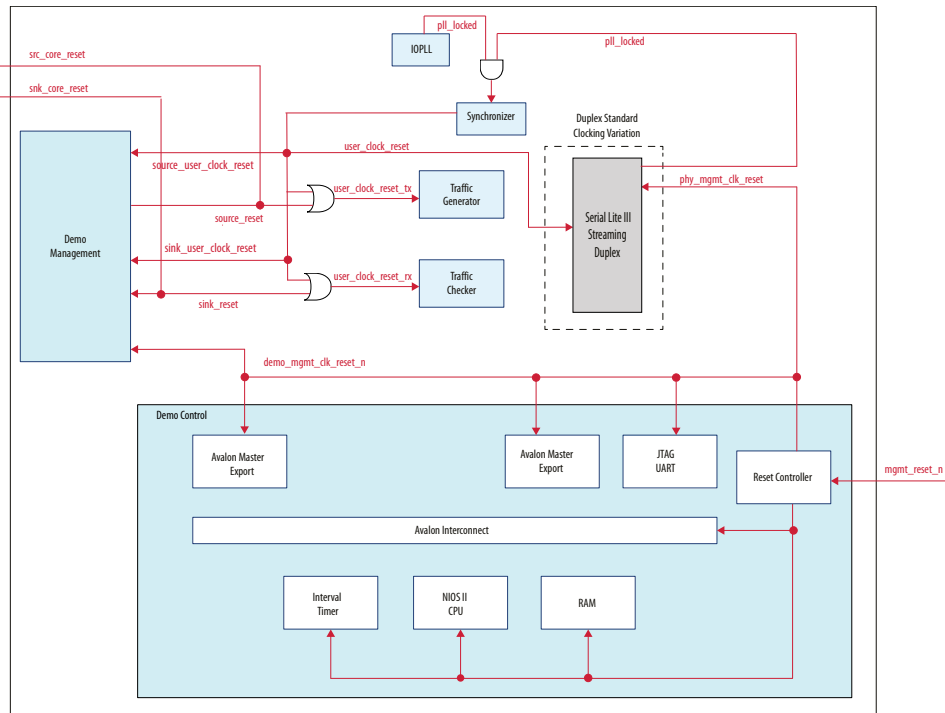 pll_locked
IOPLL
pll_locked
src_core_reset
snk_core_reset
Synchronizer
Duplex Standard
Clocking Variation
user_clock_reset
source_user_clock_reset
phy_mgmt_clk_reset
user_clock_reset_tx
Traffic
Generator
source_reset
Serial Lite III
Streaming
Duplex
Demo
Management
sink_user_clock_reset
user_clock_reset_rx
Traffic
Checker
sink_reset
demo_mgmt_clk_reset_n
Demo Control
Avalon Master
Export
Avalon Master
Export
JTAG
UART
Reset Controller
mgmt_reset_n
Avalon Interconnect
Interval
Timer
NIOS II
CPU
RAM